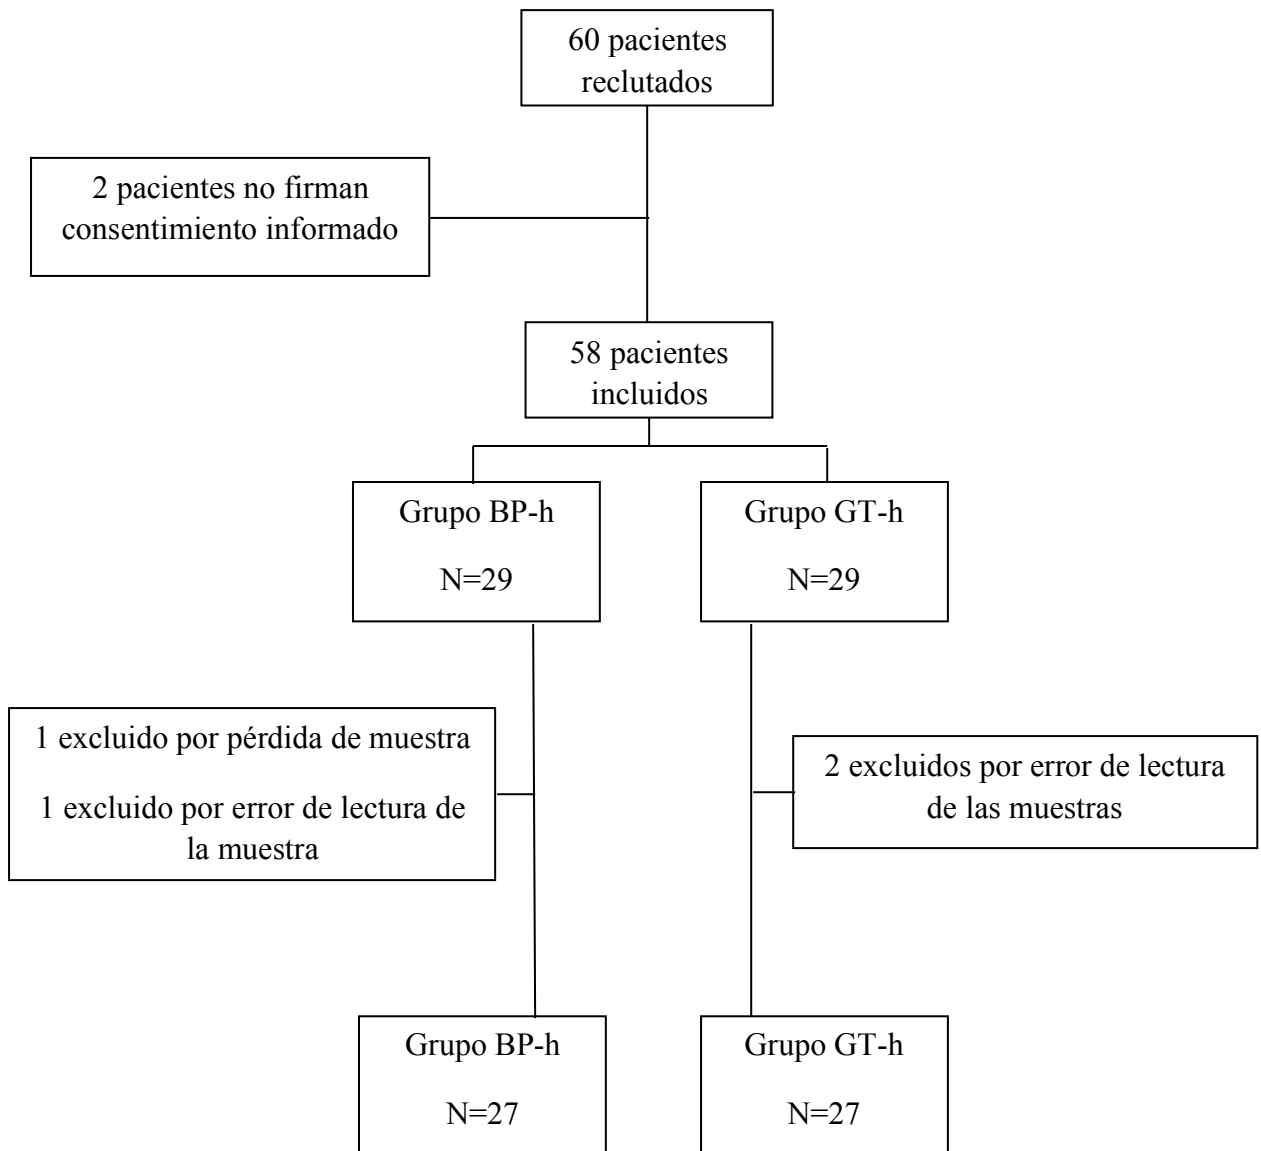 60 pacientes
reclutados
2 pacientes no firman
consentimiento informado
58 pacientes
incluidos
Grupo BP-h
N=29
Grupo GT-h
N=29
1 excluido por pérdida de muestra
1 excluido por error de lectura de
la muestra
2 excluidos por error de lectura
de las muestras
Grupo BP-h
N=27
Grupo GT-h
N=27